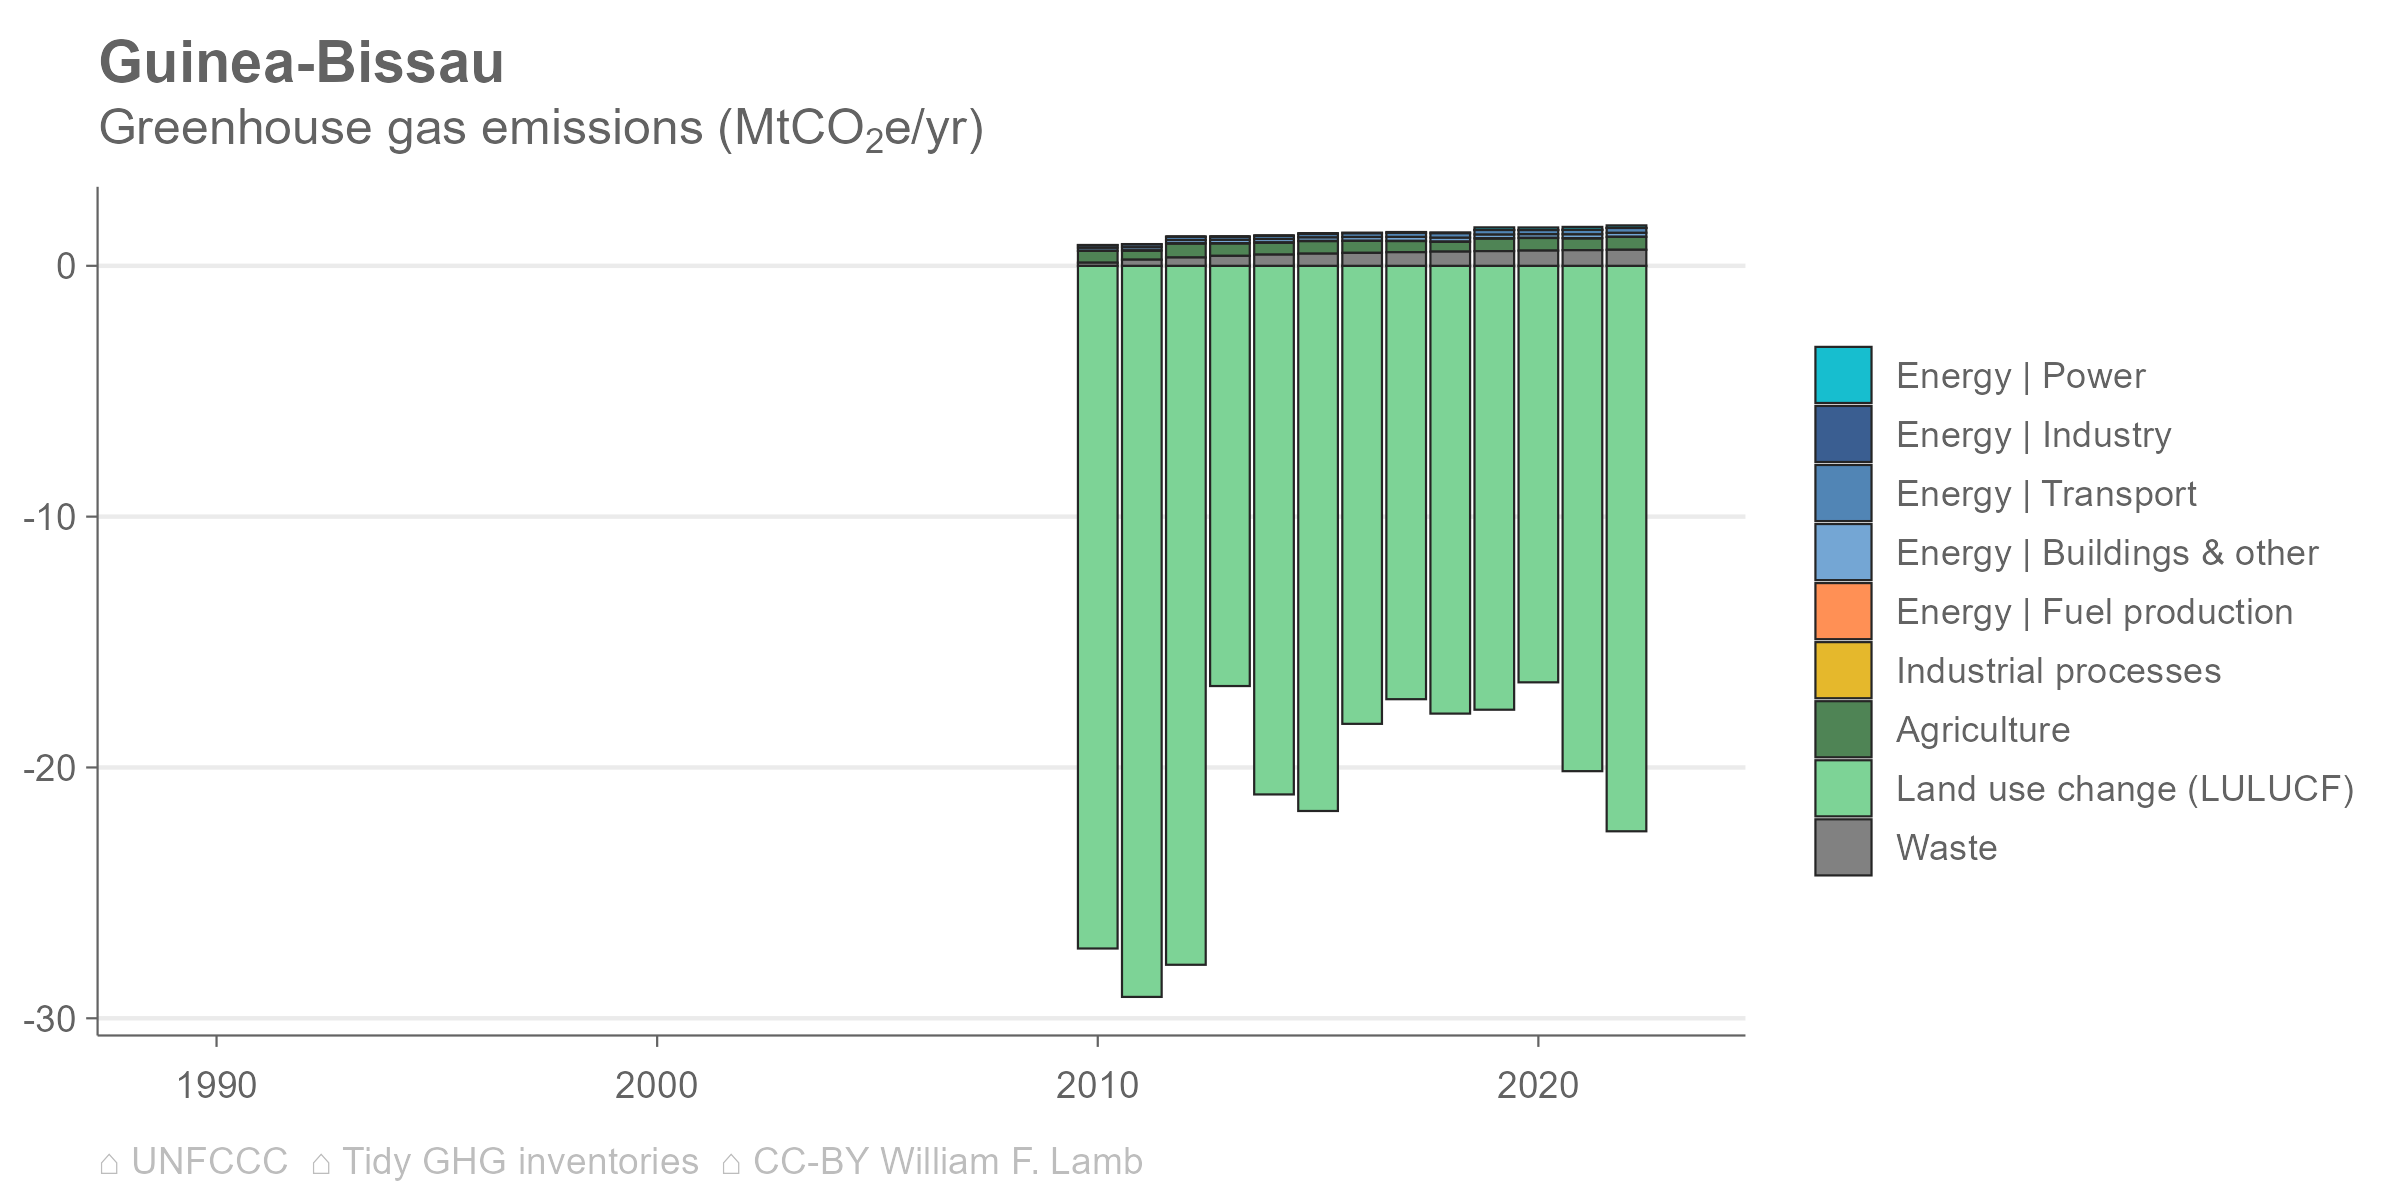 Guinea-Bissau
Greenhouse gas emissions (MtCO₂e/yr)
0
-10
-20
-30
1990
2000
2010
2020
Energy | Power
Energy | Industry
Energy | Transport
Energy | Buildings & other
Energy | Fuel production
Industrial processes
Agriculture
Land use change (LULUCF)
Waste
⌂ UNFCCC ⌂ Tidy GHG inventories ⌂ CC-BY William F. Lamb